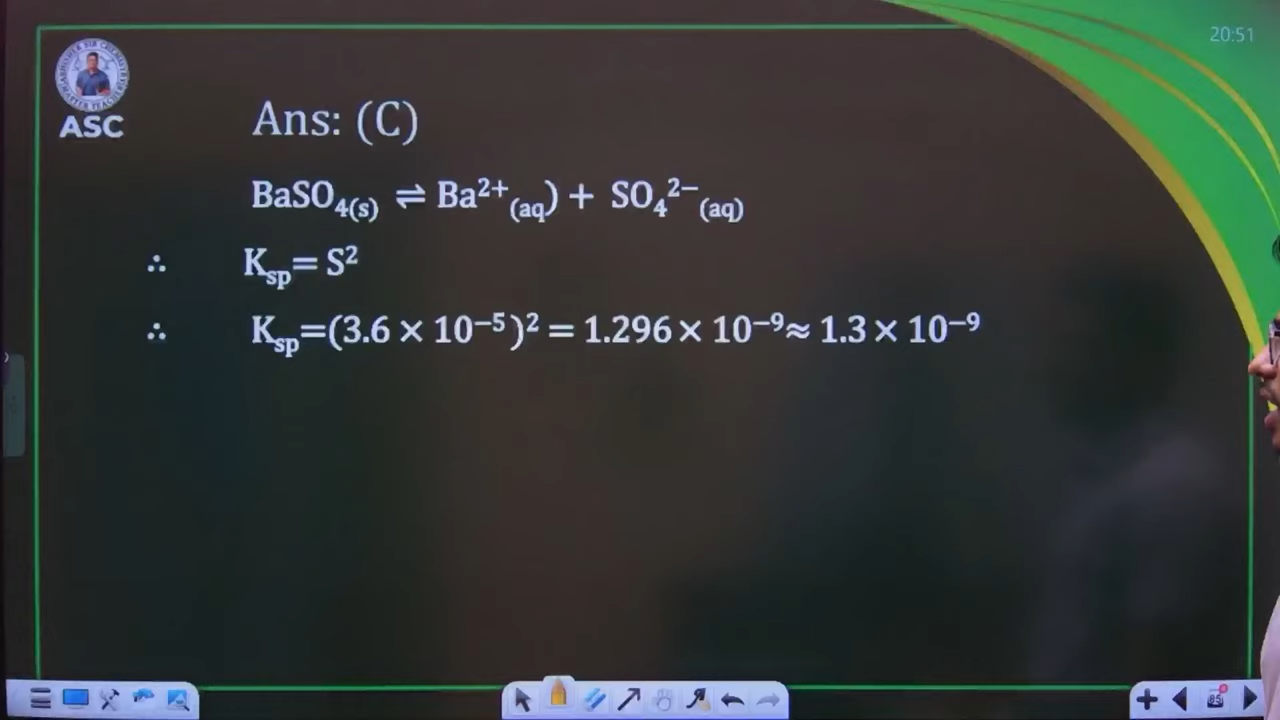 20:51
ASC
Ans: (C)
BaSO₄₍s₎ ⇌ Ba²⁺₍aq₎) + SO₄²⁻₍aq₎
∴ Kₛₚ= S²
∴ Kₛₚ=(3.6 × 10⁻⁵)² = 1.296 × 10⁻⁹≈ 1.3 × 10⁻⁹